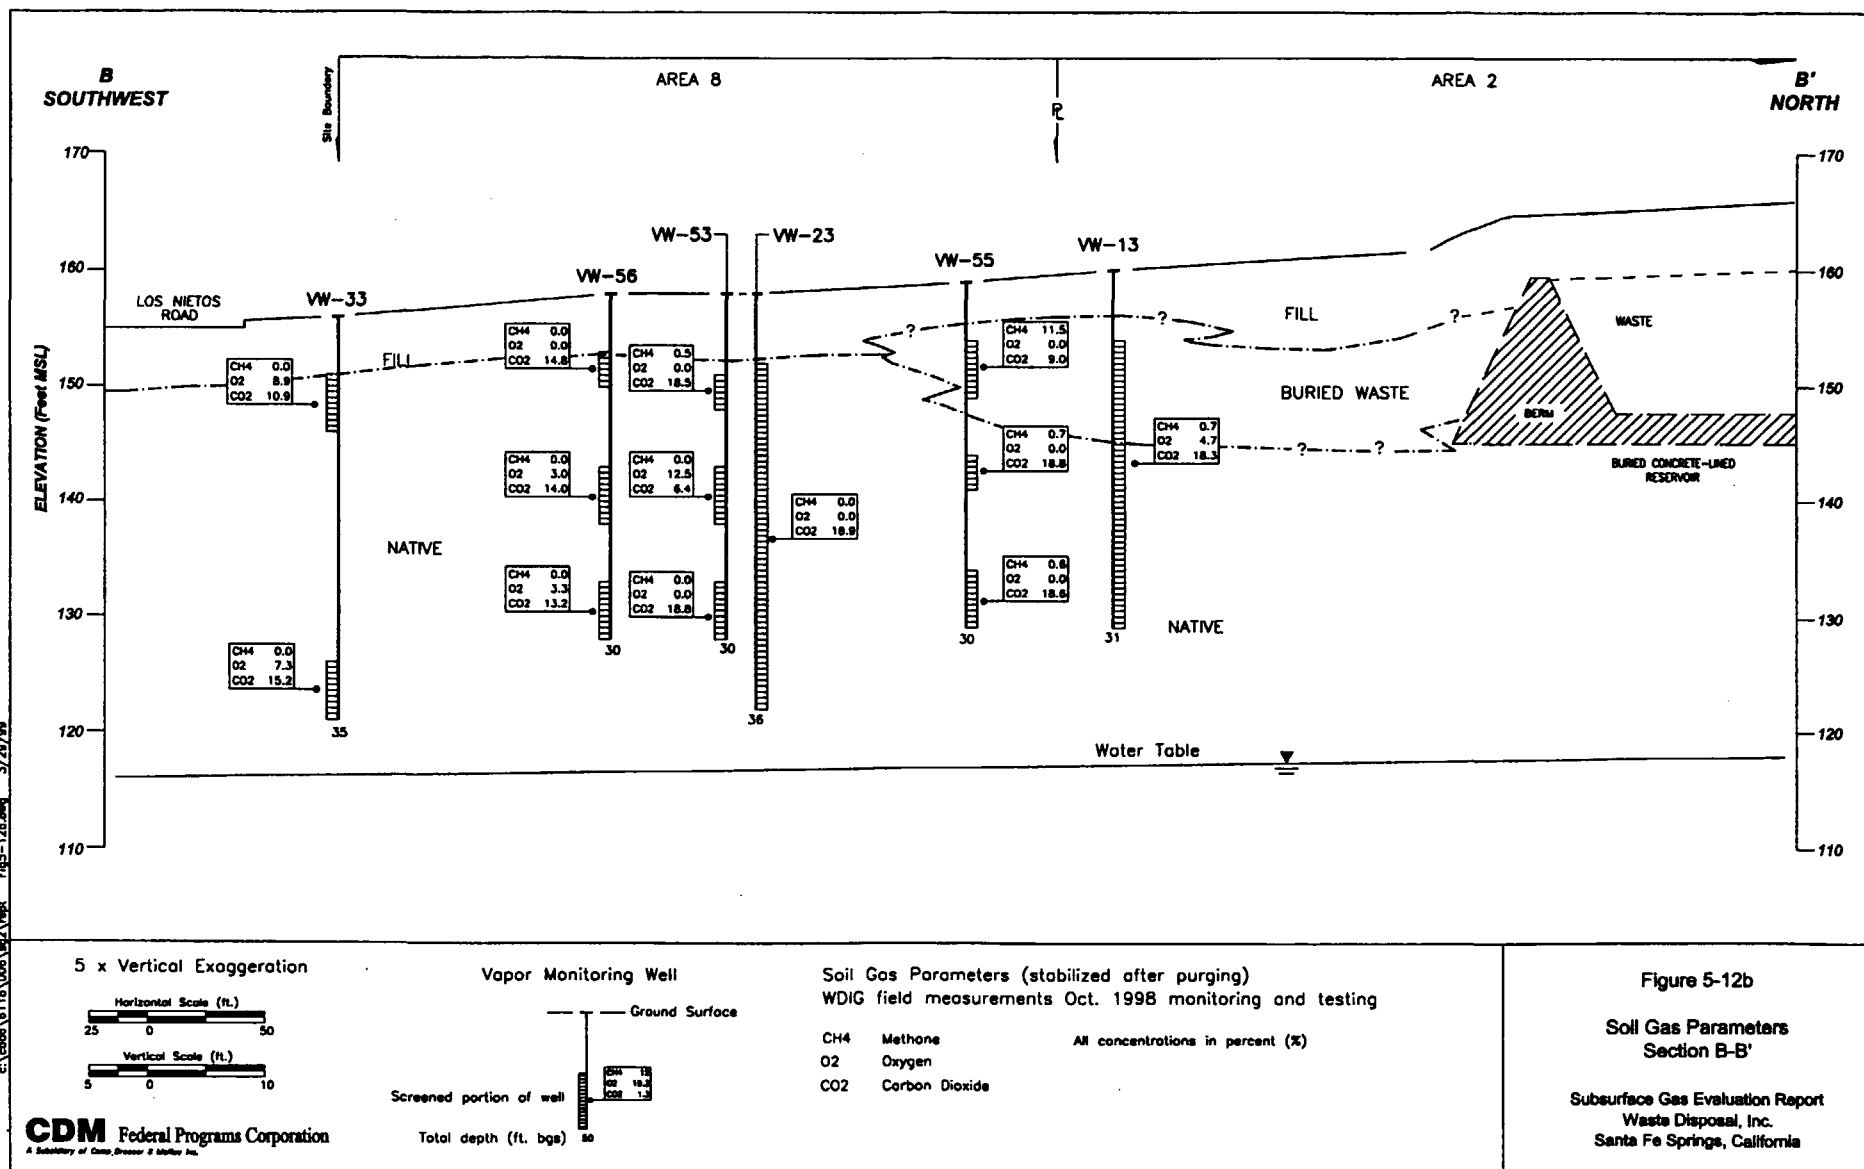 B
SOUTHWEST
Site Boundary
AREA 8
PL
AREA 2
B'
NORTH
170
160
150
140
130
120
110
ELEVATION (Feet MSL)
170
160
150
140
130
120
110
LOS NIETOS
ROAD
VW-33
VW-56
VW-53
VW-23
VW-55
VW-13
CH4 0.0
O2 8.9
CO2 10.9
CH4 0.0
O2 7.3
CO2 15.2
35
FILL
NATIVE
CH4 0.0
O2 0.0
CO2 14.8
CH4 0.0
O2 3.0
CO2 14.0
CH4 0.0
O2 3.3
CO2 13.2
30
CH4 0.5
O2 0.0
CO2 18.5
CH4 0.0
O2 12.5
CO2 6.4
CH4 0.0
O2 0.0
CO2 18.8
30
CH4 0.0
O2 0.0
CO2 18.9
36
?
CH4 11.5
O2 0.0
CO2 9.0
CH4 0.7
O2 0.0
CO2 18.8
CH4 0.6
O2 0.0
CO2 18.6
30
?
CH4 0.7
O2 4.7
CO2 18.3
31
FILL
?
BURIED WASTE
? ?
NATIVE
WASTE
BERM
BURIED CONCRETE-LINED
RESERVOIR
Water Table
5 x Vertical Exaggeration
Horizontal Scale (ft.)
25 0 50
Vertical Scale (ft.)
5 0 10
CDM Federal Programs Corporation
A Subsidiary of Camp Dresser & McKee Inc.
Vapor Monitoring Well
Ground Surface
Screened portion of well
CH4
O2
CO2
Total depth (ft. bgs) 50
Soil Gas Parameters (stabilized after purging)
WDIG field measurements Oct. 1998 monitoring and testing
CH4 Methane
O2 Oxygen
CO2 Carbon Dioxide
All concentrations in percent (%)
Figure 5-12b
Soil Gas Parameters
Section B-B'
Subsurface Gas Evaluation Report
Waste Disposal, Inc.
Santa Fe Springs, California
3/29/99